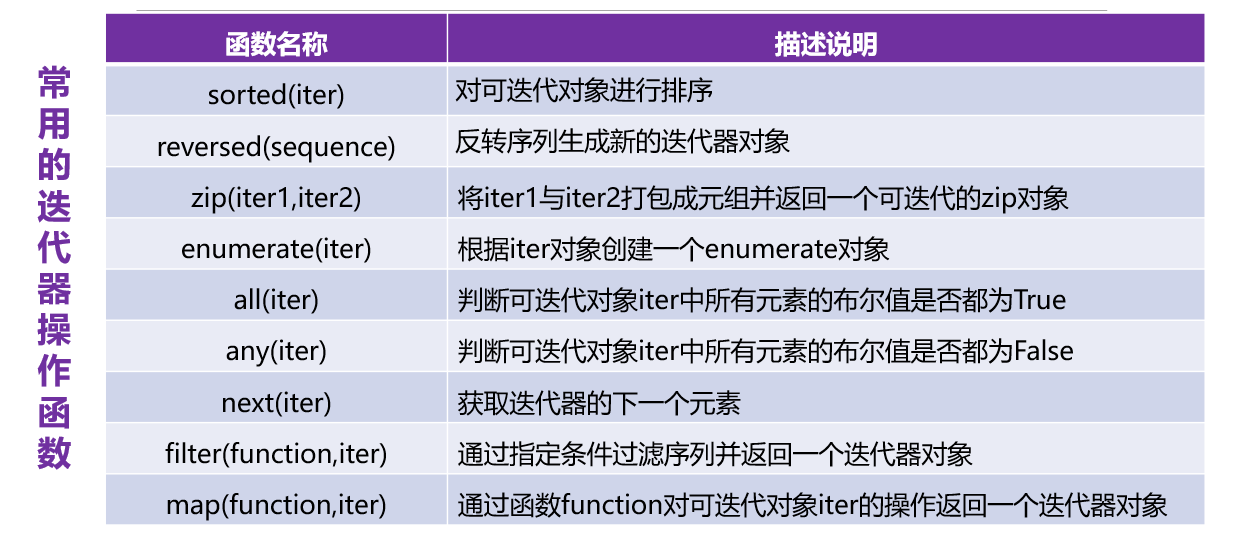 常用的迭代器操作函数
函数名称 描述说明
sorted(iter) 对可迭代对象进行排序
reversed(sequence) 反转序列生成新的迭代器对象
zip(iter1,iter2) 将iter1与iter2打包成元组并返回一个可迭代的zip对象
enumerate(iter) 根据iter对象创建一个enumerate对象
all(iter) 判断可迭代对象iter中所有元素的布尔值是否都为True
any(iter) 判断可迭代对象iter中所有元素的布尔值是否都为False
next(iter) 获取迭代器的下一个元素
filter(function,iter) 通过指定条件过滤序列并返回一个迭代器对象
map(function,iter) 通过函数function对可迭代对象iter的操作返回一个迭代器对象